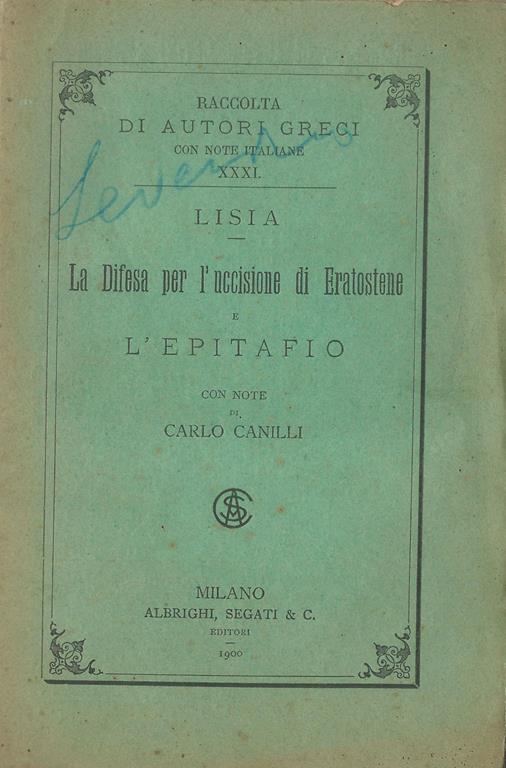 RACCOLTA
DI AUTORI GRECI
CON NOTE ITALIANE
XXXI.
LISIA
La Difesa per l'uccisione di Eratostene
E
L'EPITAFIO
CON NOTE
DI
CARLO CANILLI
MILANO
ALBRIGHI, SEGATI & C.
EDITORI
1900